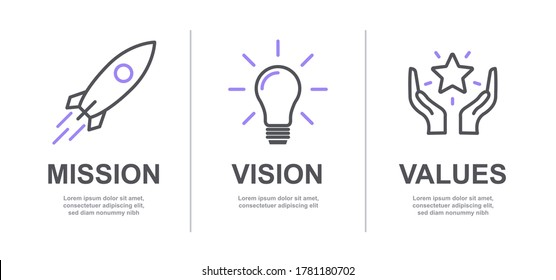 MISSION
Lorem ipsum dolor sit amet,
consectetuer adipiscing elit,
sed diam nonummy nibh
VISION
Lorem ipsum dolor sit amet,
consectetuer adipiscing elit
VALUES
Lorem ipsum dolor sit amet,
consectetuer adipiscing elit,
sed diam nonummy nibh
shutterstock.com · 1781180702